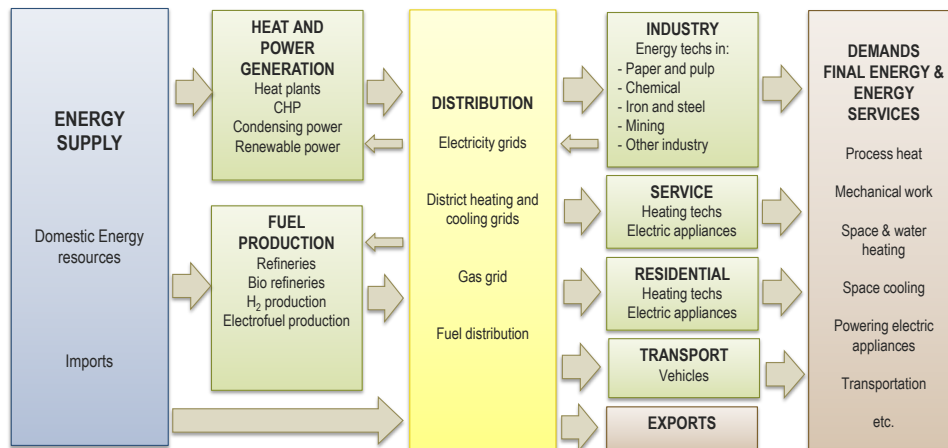 ENERGY
SUPPLY
Domestic Energy
resources
Imports
HEAT AND
POWER
GENERATION
Heat plants
CHP
Condensing power
Renewable power
FUEL
PRODUCTION
Refineries
Bio refineries
H₂ production
Electrofuel production
DISTRIBUTION
Electricity grids
District heating and
cooling grids
Gas grid
Fuel distribution
INDUSTRY
Energy techs in:
- Paper and pulp
- Chemical
- Iron and steel
- Mining
- Other industry
SERVICE
Heating techs
Electric appliances
RESIDENTIAL
Heating techs
Electric appliances
TRANSPORT
Vehicles
EXPORTS
DEMANDS
FINAL ENERGY &
ENERGY
SERVICES
Process heat
Mechanical work
Space & water
heating
Space cooling
Powering electric
appliances
Transportation
etc.